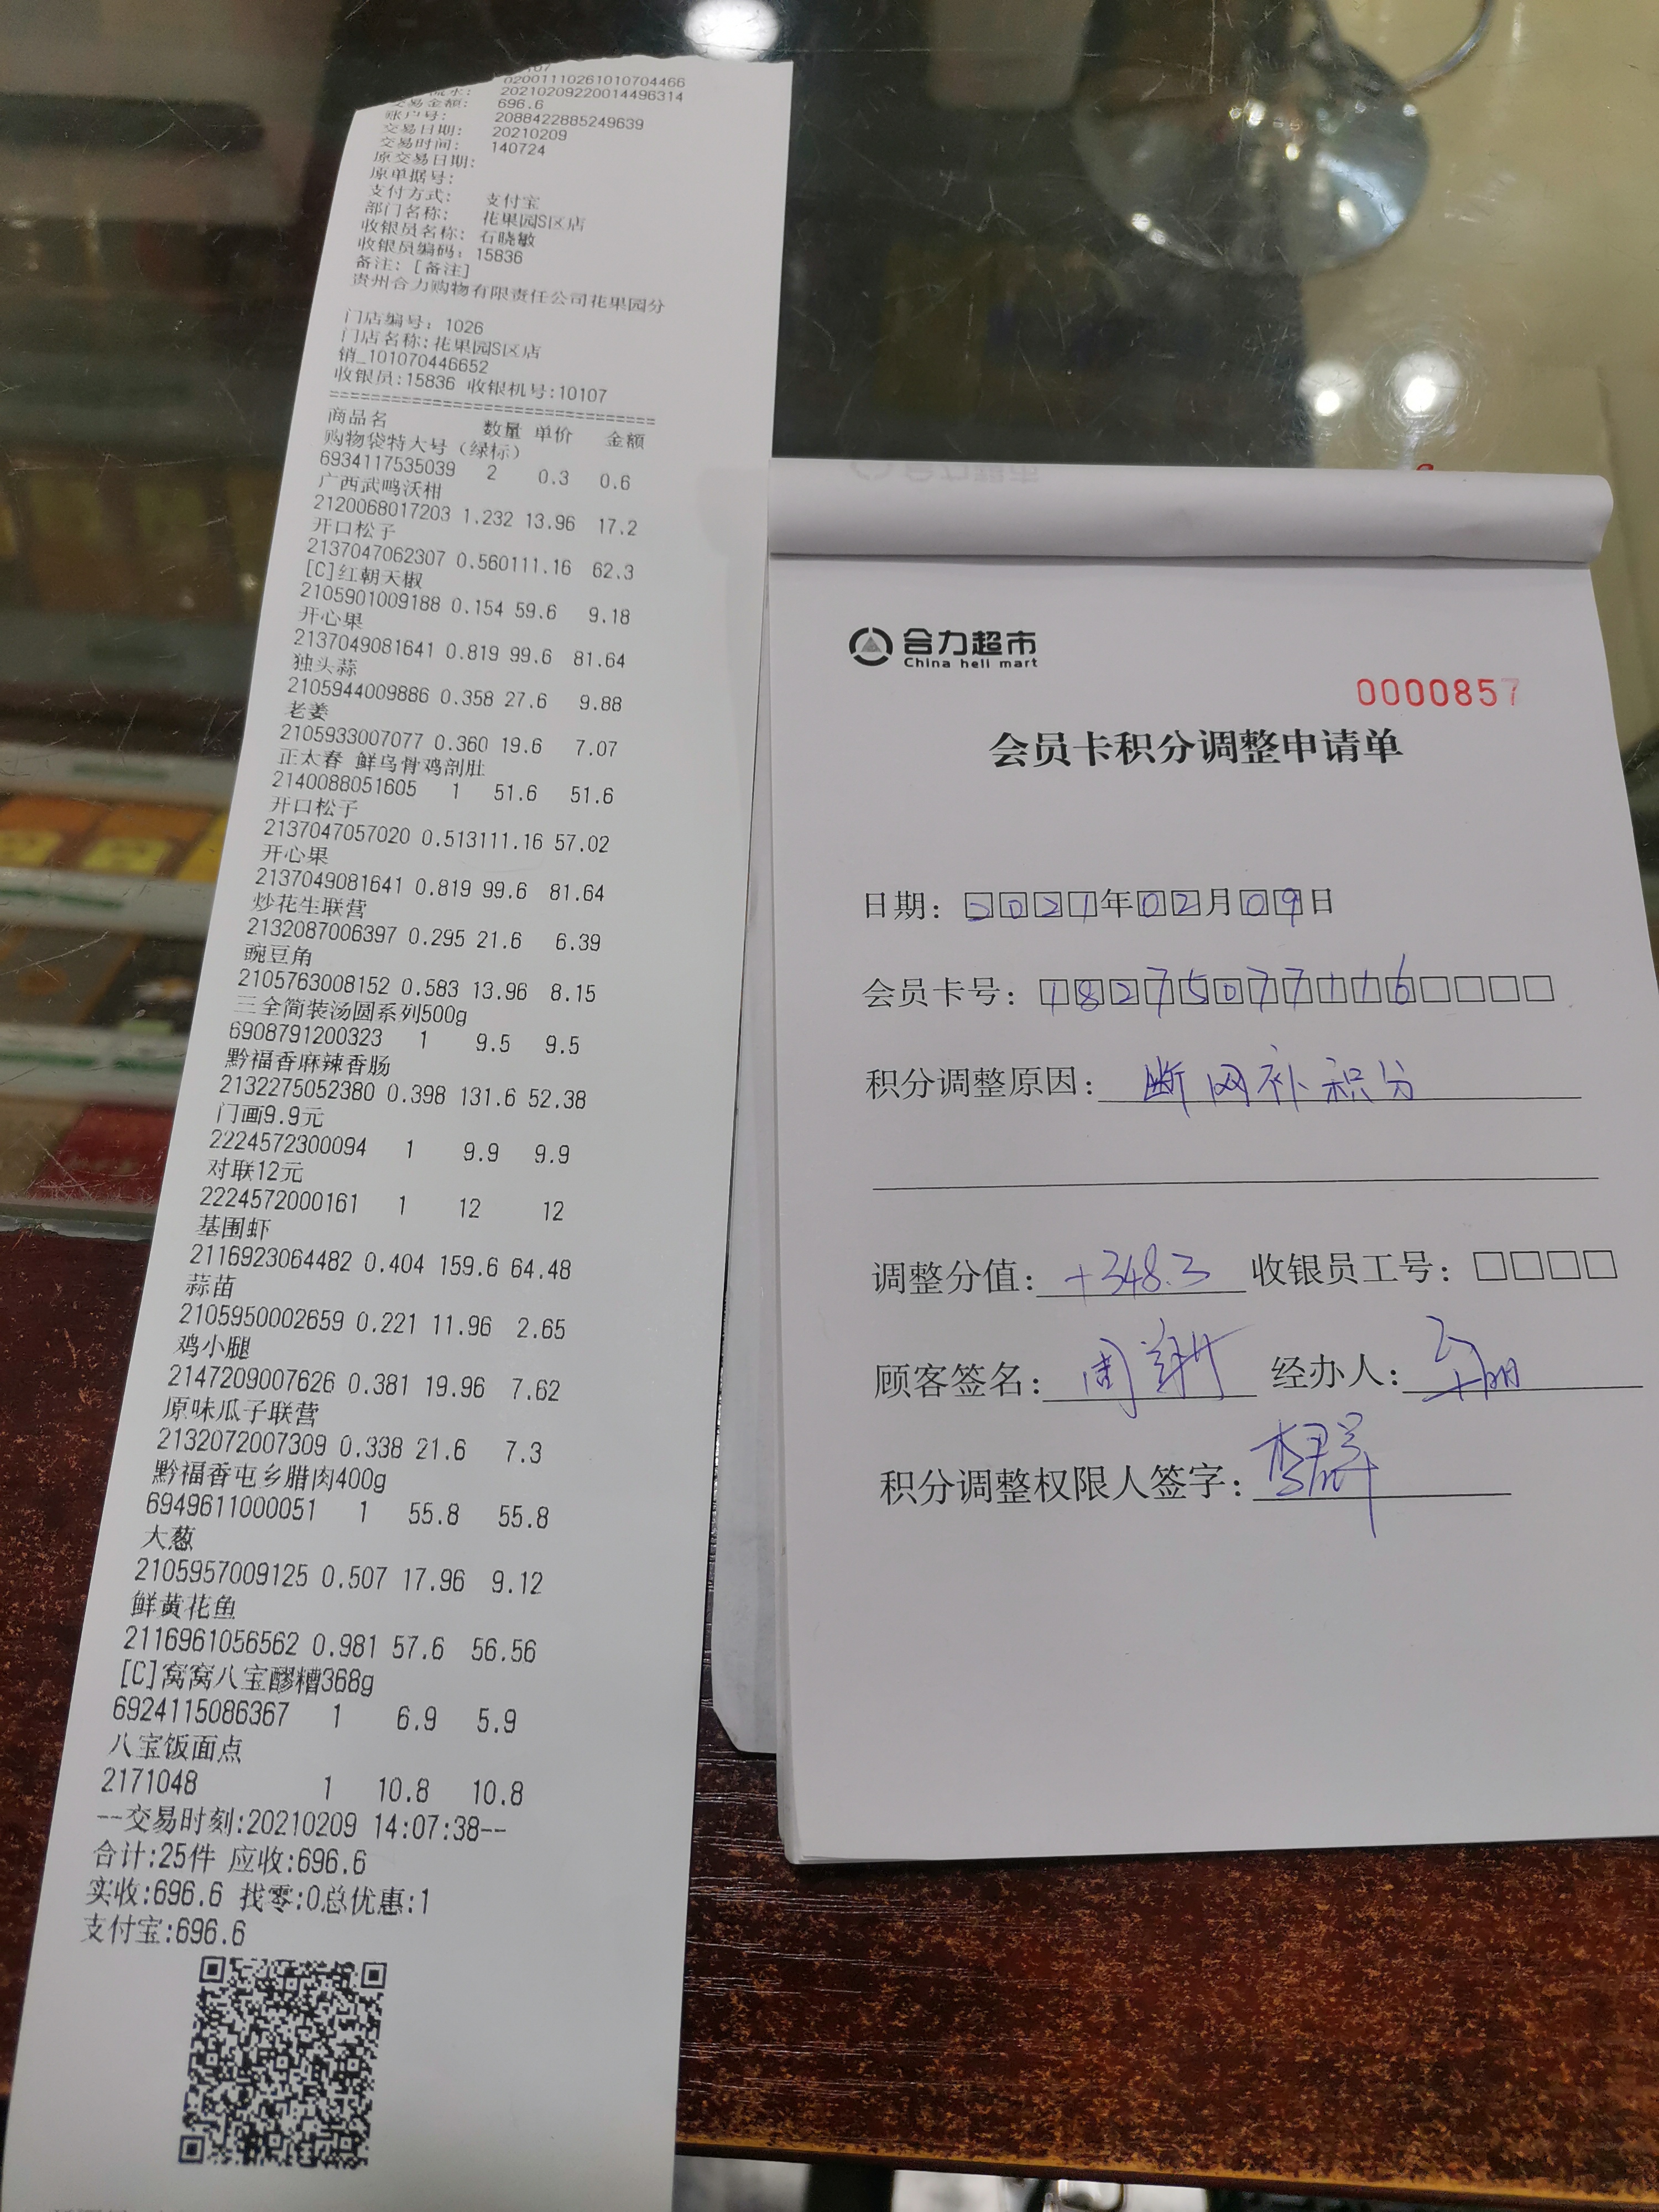 02001110261010704466
20210209220014496314
交易金额: 696.6
账户号: 2088422885249639
交易日期: 20210209
交易时间: 140724
原交易日期:
原单据号:
支付方式: 支付宝
部门名称: 花果园S区店
收银员名称: 石晓敏
收银员编码: 15836
备注: [备注]
贵州合力购物有限责任公司花果园分
门店编号: 1026
门店名称:花果园S区店
销_101070446652
收银员:15836 收银机号:10107
================================
商品名 数量 单价 金额
购物袋特大号（绿标）
6934117535039 2 0.3 0.6
广西武鸣沃柑
2120068017203 1.232 13.96 17.2
开口松子
2137047062307 0.560111.16 62.3
[C]红朝天椒
2105901009188 0.154 59.6 9.18
开心果
2137049081641 0.819 99.6 81.64
独头蒜
2105944009886 0.358 27.6 9.88
老姜
2105933007077 0.360 19.6 7.07
正太春 鲜乌骨鸡剖肚
2140088051605 1 51.6 51.6
开口松子
2137047057020 0.513111.16 57.02
开心果
2137049081641 0.819 99.6 81.64
炒花生联营
2132087006397 0.295 21.6 6.39
豌豆角
2105763008152 0.583 13.96 8.15
三全简装汤圆系列500g
6908791200323 1 9.5 9.5
黔福香麻辣香肠
2132275052380 0.398 131.6 52.38
门画9.9元
2224572300094 1 9.9 9.9
对联12元
2224572000161 1 12 12
基围虾
2116923064482 0.404 159.6 64.48
蒜苗
2105950002659 0.221 11.96 2.65
鸡小腿
2147209007626 0.381 19.96 7.62
原味瓜子联营
2132072007309 0.338 21.6 7.3
黔福香屯乡腊肉400g
6949611000051 1 55.8 55.8
大葱
2105957009125 0.507 17.96 9.12
鲜黄花鱼
2116961056562 0.981 57.6 56.56
[C]窝窝八宝醪糟368g
6924115086367 1 6.9 5.9
八宝饭面点
2171048 1 10.8 10.8
--交易时刻:20210209 14:07:38--
合计:25件 应收:696.6
实收:696.6 找零:0总优惠:1
支付宝:696.6
合力超市
China heli mart
0000857
会员卡积分调整申请单
日期: 2021年02月09日
会员卡号: 18275077116
积分调整原因: 断网补积分
调整分值: +348.3 收银员工号:
顾客签名: 周 经办人:
积分调整权限人签字: 李